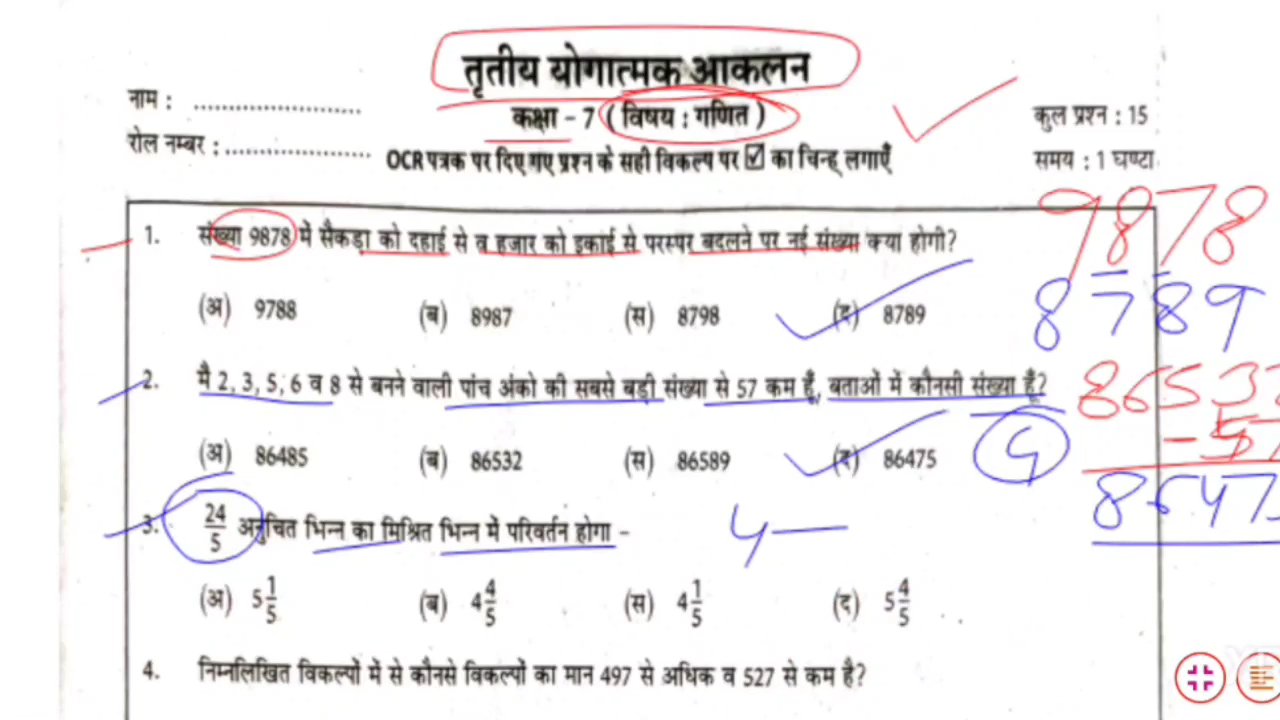 तृतीय योगात्मक आकलन
नाम : ........................
कक्षा - 7 ( विषय : गणित )
कुल प्रश्न : 15
रोल नम्बर : ......................
OCR पत्रक पर दिए गए प्रश्न के सही विकल्प पर ☑ का चिन्ह् लगाएँ
समय : 1 घण्टा
9878
1. संख्या 9878 में सैकड़ा को दहाई से व हजार को इकाई से परस्पर बदलने पर नई संख्या क्या होगी?
(अ) 9788 (ब) 8987 (स) 8798 (द) 8789
8789
2. मै 2, 3, 5, 6 व 8 से बनने वाली पांच अंको की सबसे बड़ी संख्या से 57 कम हूँ, बताओं में कौनसी संख्या हूँ?
86532
- 57
(अ) 86485 (ब) 86532 (स) 86589 (द) 86475
8647
3. 24/5 अनुचित भिन्न का मिश्रित भिन्न में परिवर्तन होगा -
4
(अ) 5 1/5 (ब) 4 4/5 (स) 4 1/5 (द) 5 4/5
4. निम्नलिखित विकल्पों में से कौनसे विकल्पों का मान 497 से अधिक व 527 से कम है?